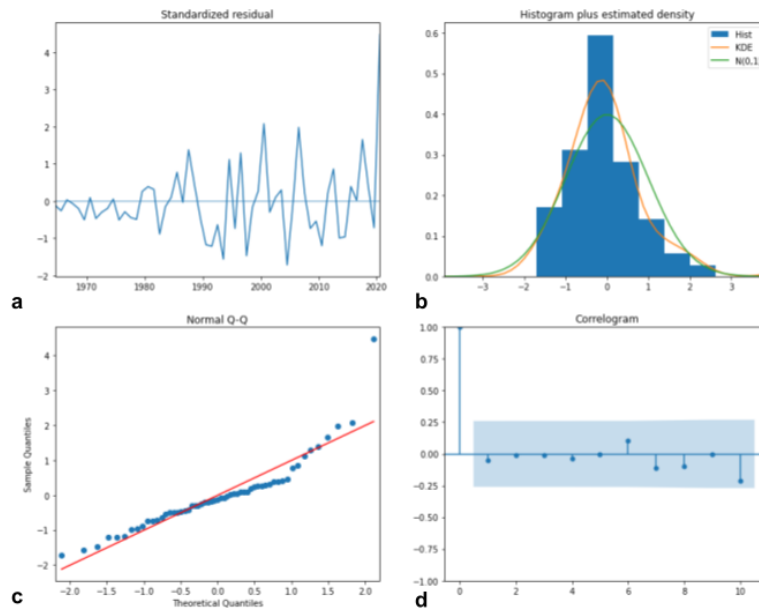 Standardized residual
4
3
2
1
0
-1
-2
1970 1980 1990 2000 2010 2020
a
Histogram plus estimated density
0.6
0.5
0.4
0.3
0.2
0.1
0.0
Hist
KDE
N(0,1)
-3 -2 -1 0 1 2 3
b
Normal Q-Q
Sample Quantiles
4
3
2
1
0
-1
-2
-2.0 -1.5 -1.0 -0.5 0.0 0.5 1.0 1.5 2.0
Theoretical Quantiles
c
Correlogram
1.00
0.75
0.50
0.25
0.00
-0.25
-0.50
-0.75
-1.00
0 2 4 6 8 10
d